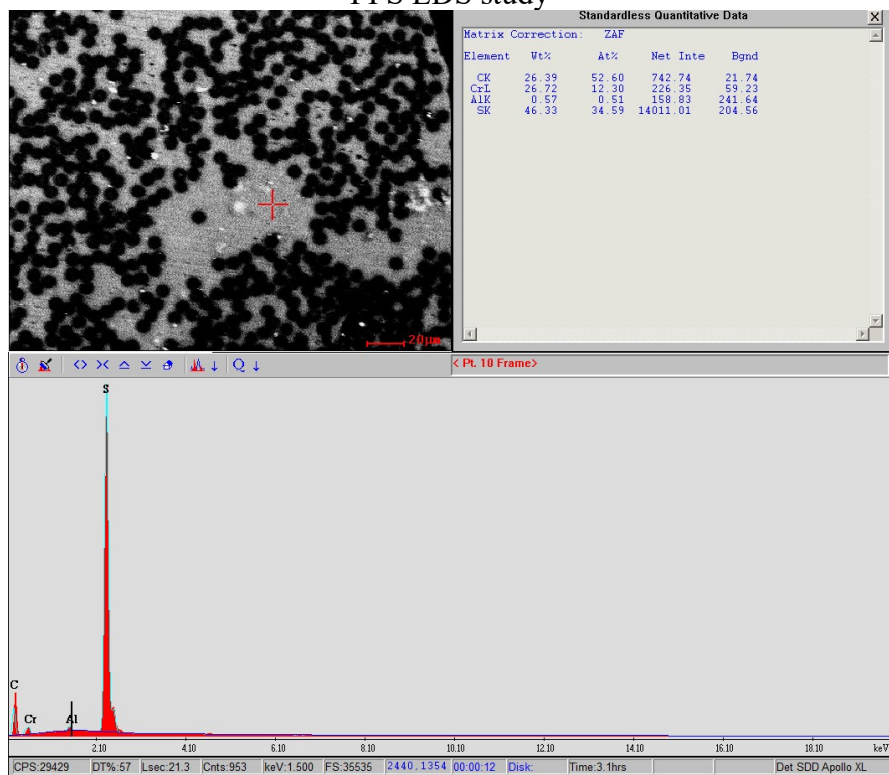 PPS EDS study
Standardless Quantitative Data X
Matrix Correction: ZAF
Element Wt% At% Net Inte Bgnd
CK 26.39 52.60 742.74 21.74
CrL 26.72 12.30 226.35 59.23
AlK 0.57 0.51 158.83 241.64
SK 46.33 34.59 14011.01 204.56
20μm
Q
< Pt. 10 Frame>
S
C
Cr
Al
2.10 4.10 6.10 8.10 10.10 12.10 14.10 16.10 18.10 keV
CPS:29429 DT%:57 Lsec:21.3 Cnts:953 keV:1.500 FS:35535 2440,1354 00:00:12 Disk: Time:3.1hrs Det SDD Apollo XL